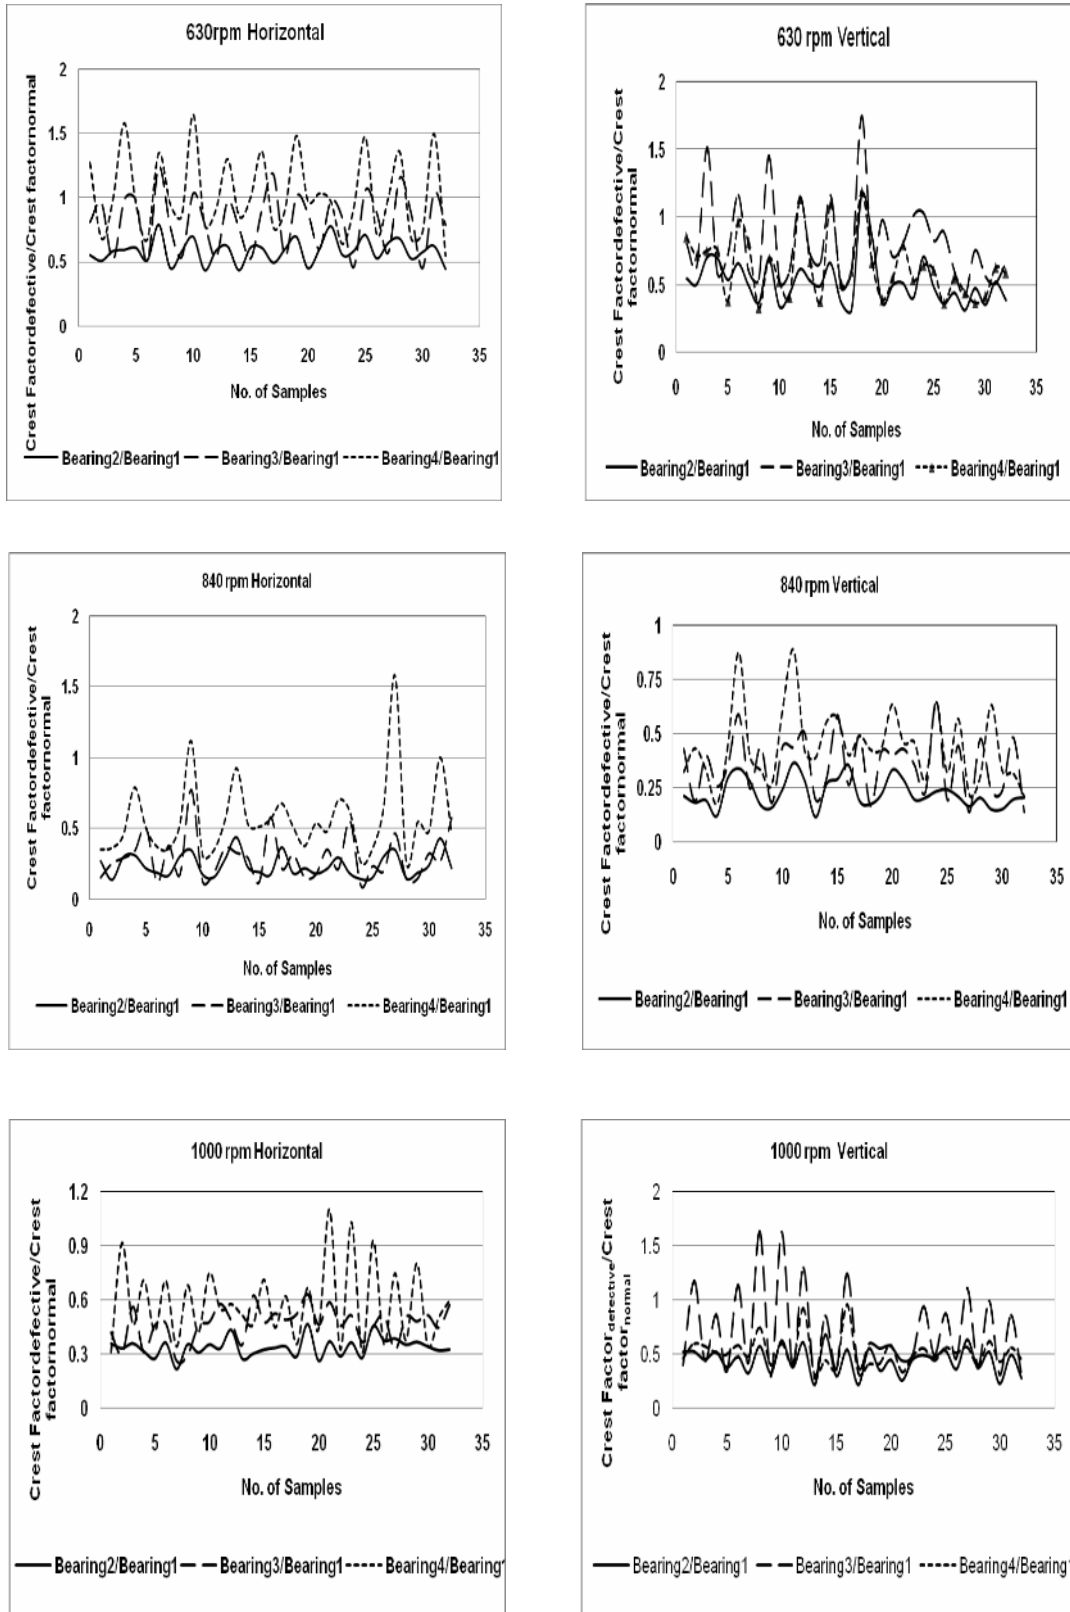 630rpm Horizontal
Crest Factordefective/Crest factornormal
2
1.5
1
0.5
0
0 5 10 15 20 25 30 35
No. of Samples
Bearing2/Bearing1 Bearing3/Bearing1 Bearing4/Bearing1
630 rpm Vertical
Crest Factordefective/Crest
factornormal
2
1.5
1
0.5
0
0 5 10 15 20 25 30 35
No. of Samples
Bearing2/Bearing1 Bearing3/Bearing1 Bearing4/Bearing1
840 rpm Horizontal
Crest Factordefective/Crest
factornormal
2
1.5
1
0.5
0
0 5 10 15 20 25 30 35
No. of Samples
Bearing2/Bearing1 Bearing3/Bearing1 Bearing4/Bearing1
840 rpm Vertical
Crest Factordefective/Crest
factornormal
1
0.75
0.5
0.25
0
0 5 10 15 20 25 30 35
No. of Samples
Bearing2/Bearing1 Bearing3/Bearing1 Bearing4/Bearing1
1000 rpm Horizontal
Crest Factordefective/Crest
factornormal
1.2
0.9
0.6
0.3
0
0 5 10 15 20 25 30 35
No. of Samples
Bearing2/Bearing1 Bearing3/Bearing1 Bearing4/Bearing1
1000 rpm Vertical
Crest Factordefective/Crest
factornormal
2
1.5
1
0.5
0
0 5 10 15 20 25 30 35
No. of Samples
Bearing2/Bearing1 Bearing3/Bearing1 Bearing4/Bearing1